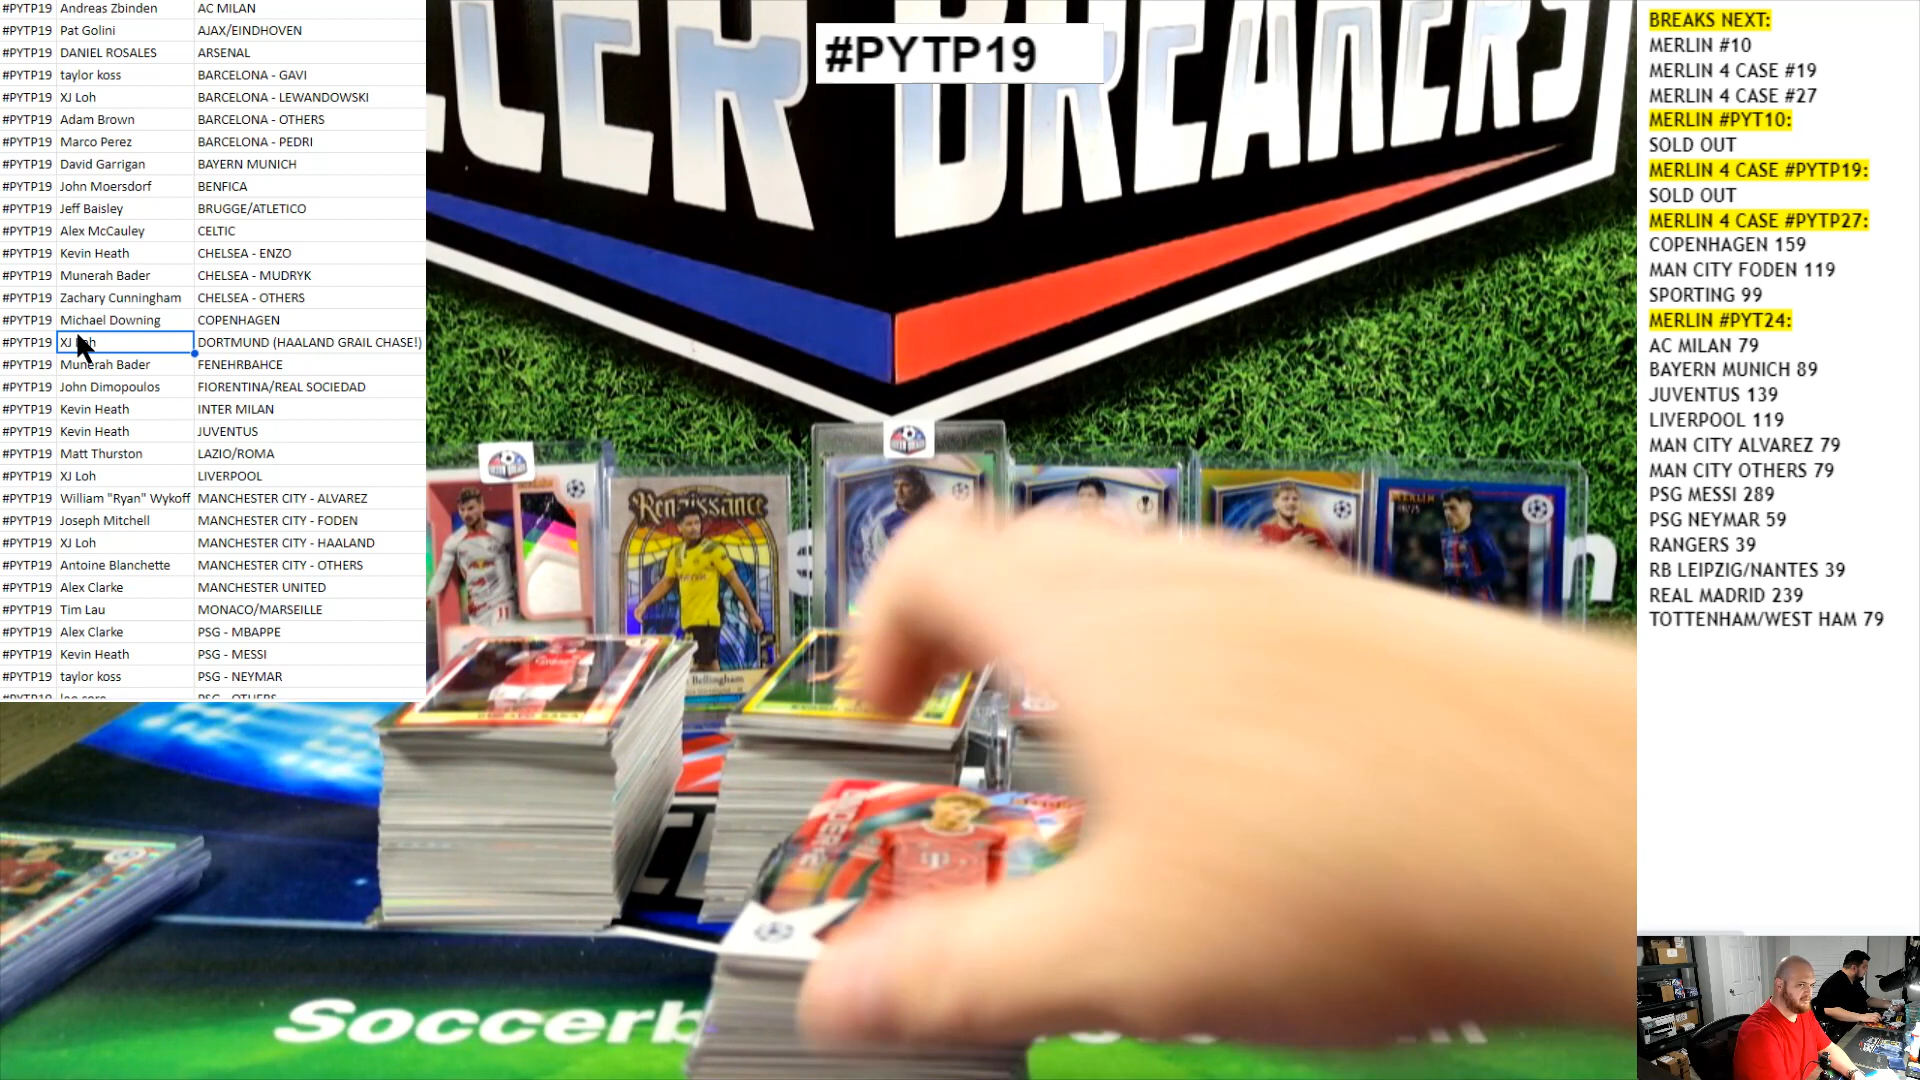 #PYTP19 Andreas Zbinden AC MILAN
#PYTP19 Pat Golini AJAX/EINDHOVEN
#PYTP19 DANIEL ROSALES ARSENAL
#PYTP19 taylor koss BARCELONA - GAVI
#PYTP19 XJ Loh BARCELONA - LEWANDOWSKI
#PYTP19 Adam Brown BARCELONA - OTHERS
#PYTP19 Marco Perez BARCELONA - PEDRI
#PYTP19 David Garrigan BAYERN MUNICH
#PYTP19 John Moersdorf BENFICA
#PYTP19 Jeff Baisley BRUGGE/ATLETICO
#PYTP19 Alex McCauley CELTIC
#PYTP19 Kevin Heath CHELSEA - ENZO
#PYTP19 Munerah Bader CHELSEA - MUDRYK
#PYTP19 Zachary Cunningham CHELSEA - OTHERS
#PYTP19 Michael Downing COPENHAGEN
#PYTP19 XJ Loh DORTMUND (HAALAND GRAIL CHASE!)
#PYTP19 Munerah Bader FENEHRBAHCE
#PYTP19 John Dimopoulos FIORENTINA/REAL SOCIEDAD
#PYTP19 Kevin Heath INTER MILAN
#PYTP19 Kevin Heath JUVENTUS
#PYTP19 Matt Thurston LAZIO/ROMA
#PYTP19 XJ Loh LIVERPOOL
#PYTP19 William "Ryan" Wykoff MANCHESTER CITY - ALVAREZ
#PYTP19 Joseph Mitchell MANCHESTER CITY - FODEN
#PYTP19 XJ Loh MANCHESTER CITY - HAALAND
#PYTP19 Antoine Blanchette MANCHESTER CITY - OTHERS
#PYTP19 Alex Clarke MANCHESTER UNITED
#PYTP19 Tim Lau MONACO/MARSEILLE
#PYTP19 Alex Clarke PSG - MBAPPE
#PYTP19 Kevin Heath PSG - MESSI
#PYTP19 taylor koss PSG - NEYMAR
#PYTP19
CCER BREAKERS
Renaissance
Bellingham
MERLIN
Soccerb
BREAKS NEXT:
MERLIN #10
MERLIN 4 CASE #19
MERLIN 4 CASE #27
MERLIN #PYT10:
SOLD OUT
MERLIN 4 CASE #PYTP19:
SOLD OUT
MERLIN 4 CASE #PYTP27:
COPENHAGEN 159
MAN CITY FODEN 119
SPORTING 99
MERLIN #PYT24:
AC MILAN 79
BAYERN MUNICH 89
JUVENTUS 139
LIVERPOOL 119
MAN CITY ALVAREZ 79
MAN CITY OTHERS 79
PSG MESSI 289
PSG NEYMAR 59
RANGERS 39
RB LEIPZIG/NANTES 39
REAL MADRID 239
TOTTENHAM/WEST HAM 79